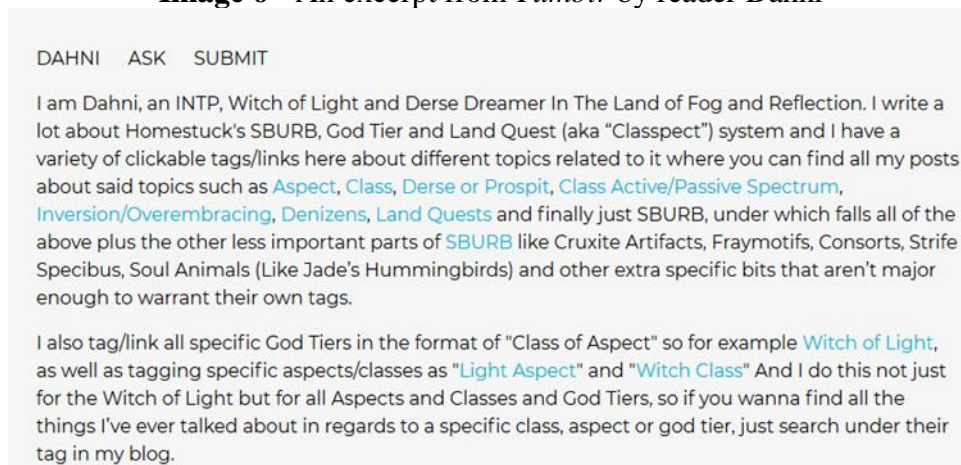 Image 6 - An excerpt from Tumblr by reader Dahni
DAHNI ASK SUBMIT
I am Dahni, an INTP, Witch of Light and Derse Dreamer In The Land of Fog and Reflection. I write a
lot about Homestuck's SBURB, God Tier and Land Quest (aka “Classpect”) system and I have a
variety of clickable tags/links here about different topics related to it where you can find all my posts
about said topics such as Aspect, Class, Derse or Prospit, Class Active/Passive Spectrum,
Inversion/Overembracing, Denizens, Land Quests and finally just SBURB, under which falls all of the
above plus the other less important parts of SBURB like Cruxite Artifacts, Fraymotifs, Consorts, Strife
Specibus, Soul Animals (Like Jade’s Hummingbirds) and other extra specific bits that aren’t major
enough to warrant their own tags.
I also tag/link all specific God Tiers in the format of "Class of Aspect" so for example Witch of Light,
as well as tagging specific aspects/classes as "Light Aspect" and "Witch Class" And I do this not just
for the Witch of Light but for all Aspects and Classes and God Tiers, so if you wanna find all the
things I’ve ever talked about in regards to a specific class, aspect or god tier, just search under their
tag in my blog.